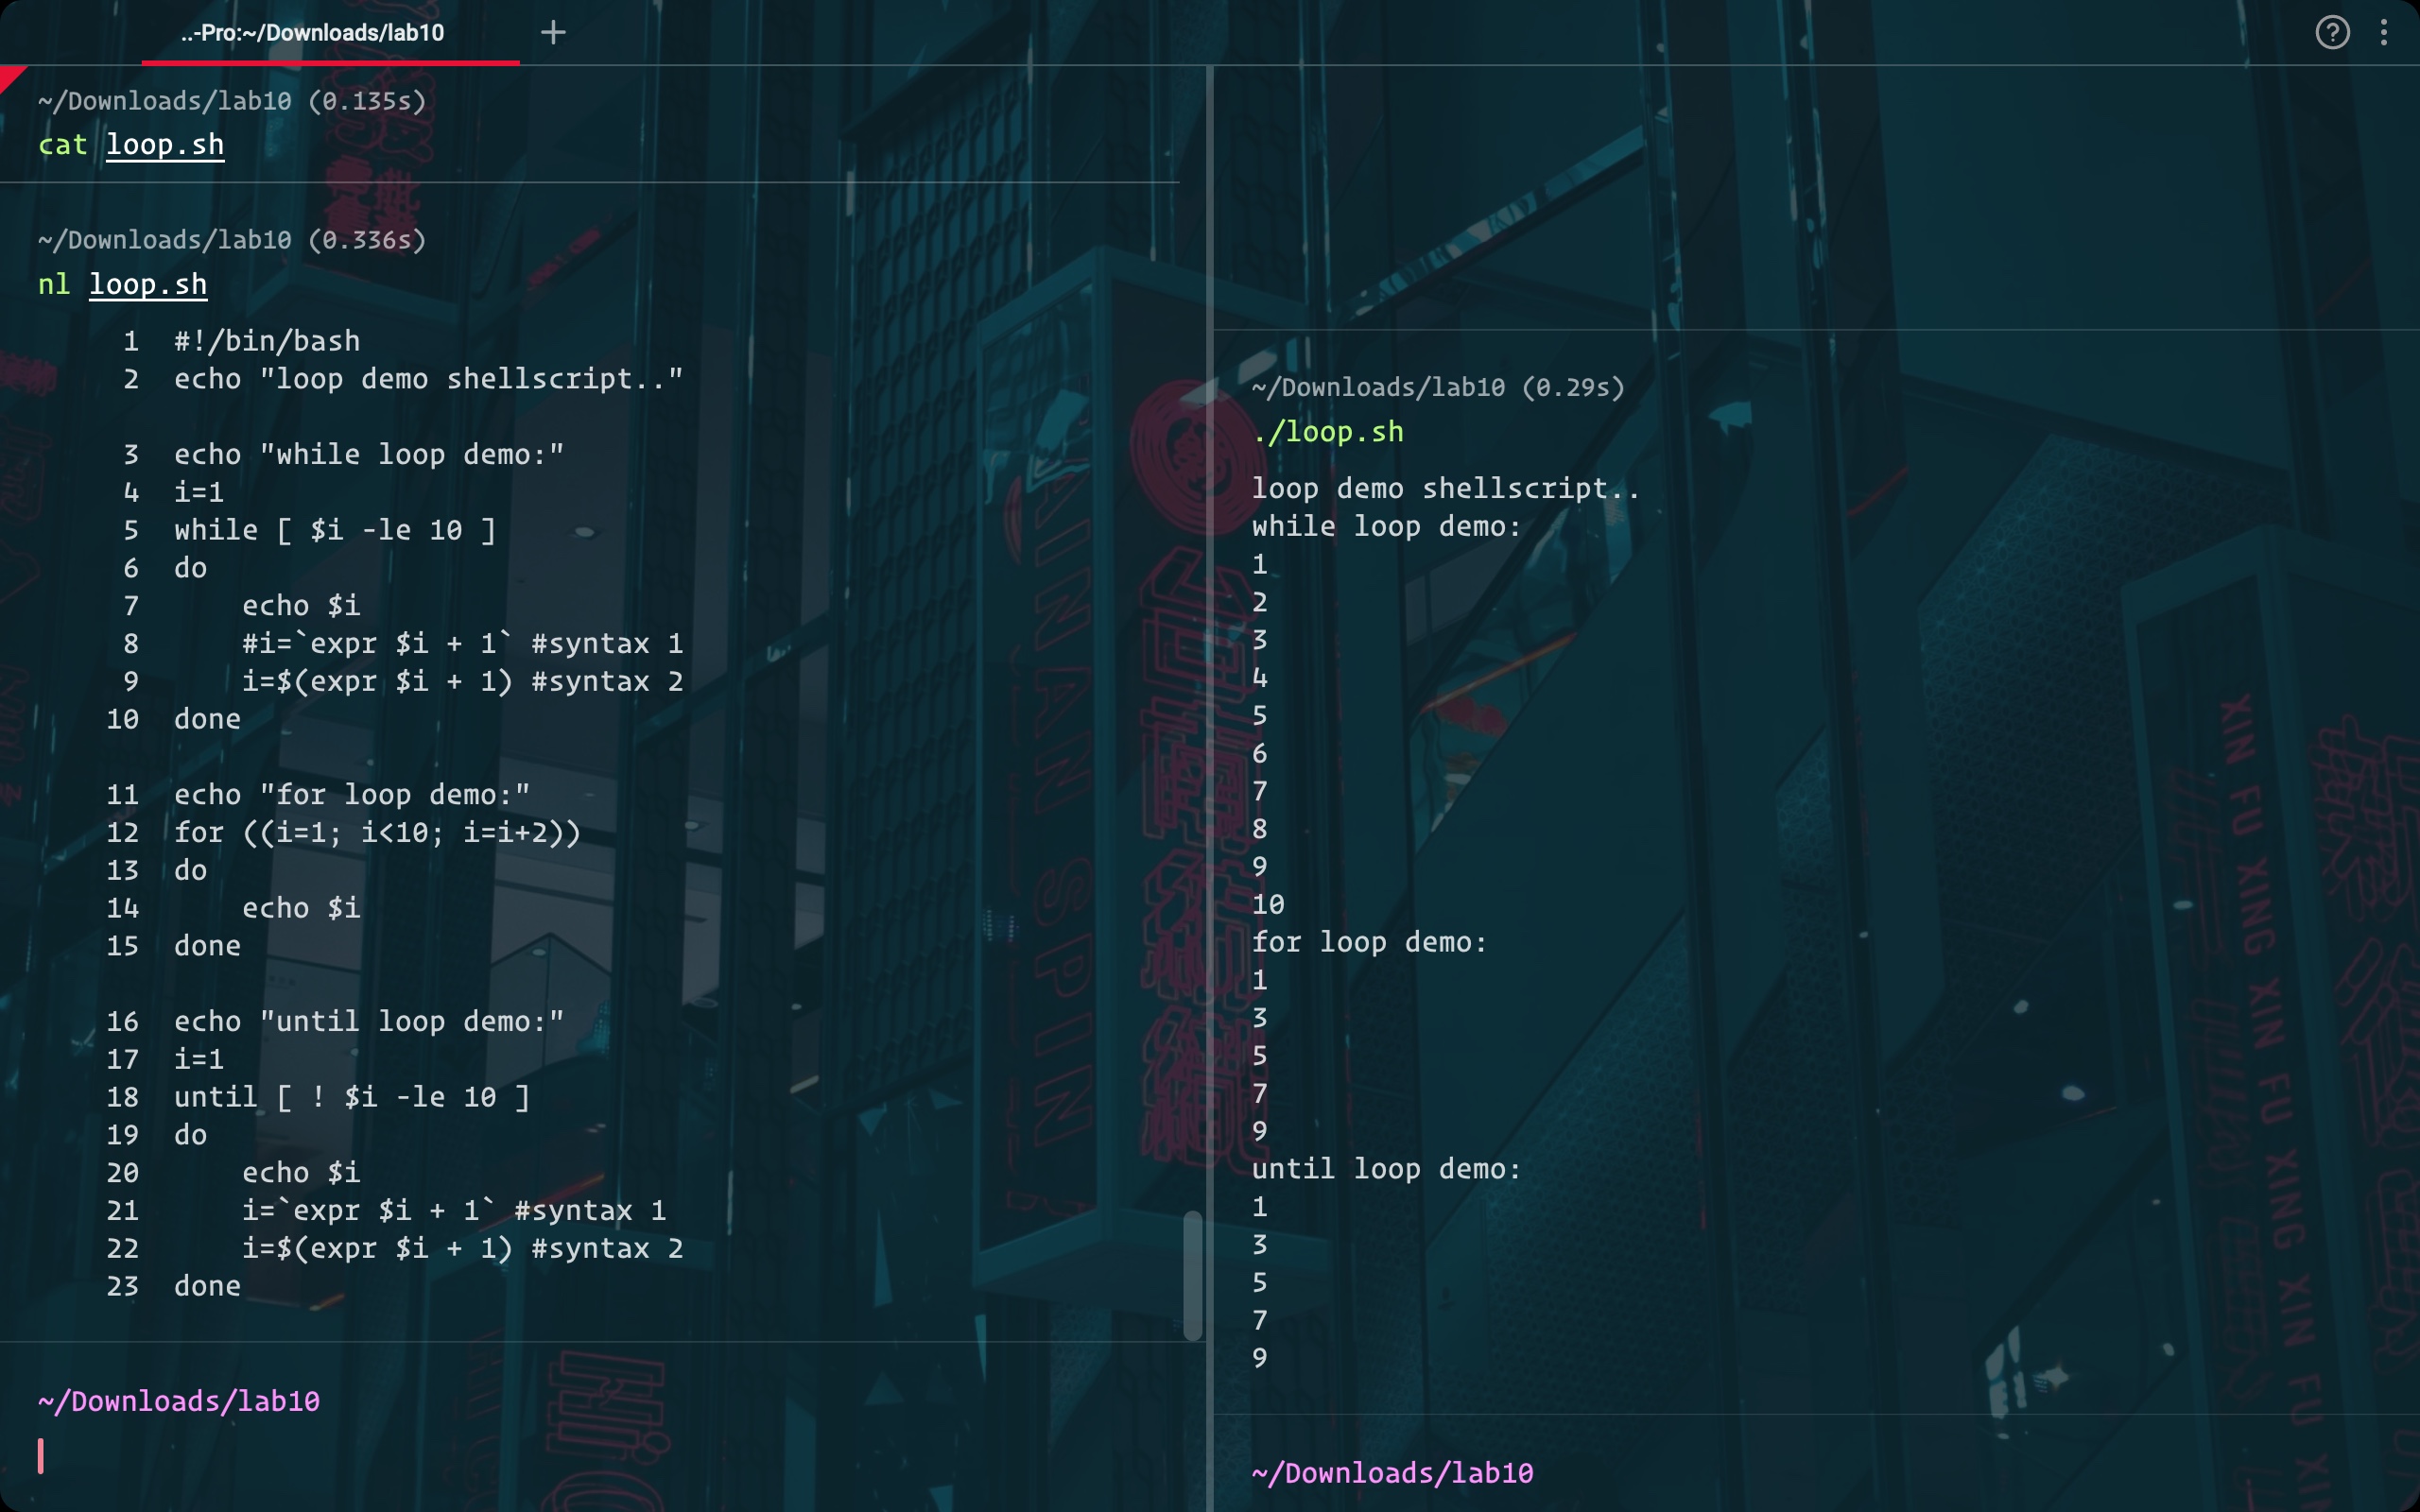 ..-Pro:~/Downloads/lab10
~/Downloads/lab10 (0.135s)
cat loop.sh
~/Downloads/lab10 (0.336s)
nl loop.sh
1 #!/bin/bash
2 echo "loop demo shellscript.."
3 echo "while loop demo:"
4 i=1
5 while [ $i -le 10 ]
6 do
7 echo $i
8 #i=`expr $i + 1` #syntax 1
9 i=$(expr $i + 1) #syntax 2
10 done
11 echo "for loop demo:"
12 for ((i=1; i<10; i=i+2))
13 do
14 echo $i
15 done
16 echo "until loop demo:"
17 i=1
18 until [ ! $i -le 10 ]
19 do
20 echo $i
21 i=`expr $i + 1` #syntax 1
22 i=$(expr $i + 1) #syntax 2
23 done
~/Downloads/lab10
~/Downloads/lab10 (0.29s)
./loop.sh
loop demo shellscript..
while loop demo:
1
2
3
4
5
6
7
8
9
10
for loop demo:
1
3
5
7
9
until loop demo:
1
3
5
7
9
~/Downloads/lab10
AINAN SPIN
XIN FU XING XIN FU XING XIN FU XIN